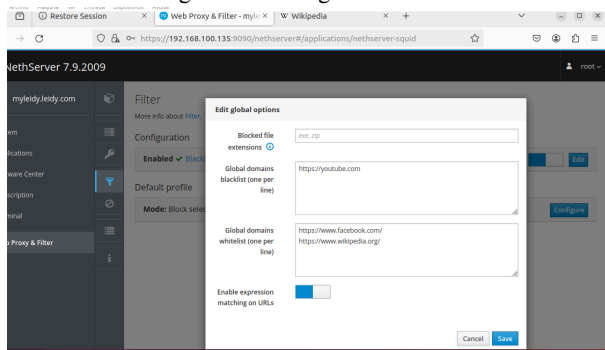 Restore Session
Web Proxy & Filter - myle
W Wikipedia
https://192.168.100.135:9090/nethserver#/applications/nethserver-squid
NethServer 7.9.2009
root
myleidy.leidy.com
Filter
More info about Filter.
Edit global options
Configuration
Enabled
Edit
Default profile
Mode: Block
Configure
Blocked file extensions
exe, zip
Global domains blacklist (one per line)
https://youtube.com
Global domains whitelist (one per line)
https://www.facebook.com/
https://www.wikipedia.org/
Enable expression matching on URLs
Cancel
Save
ware Center
b Proxy & Filter